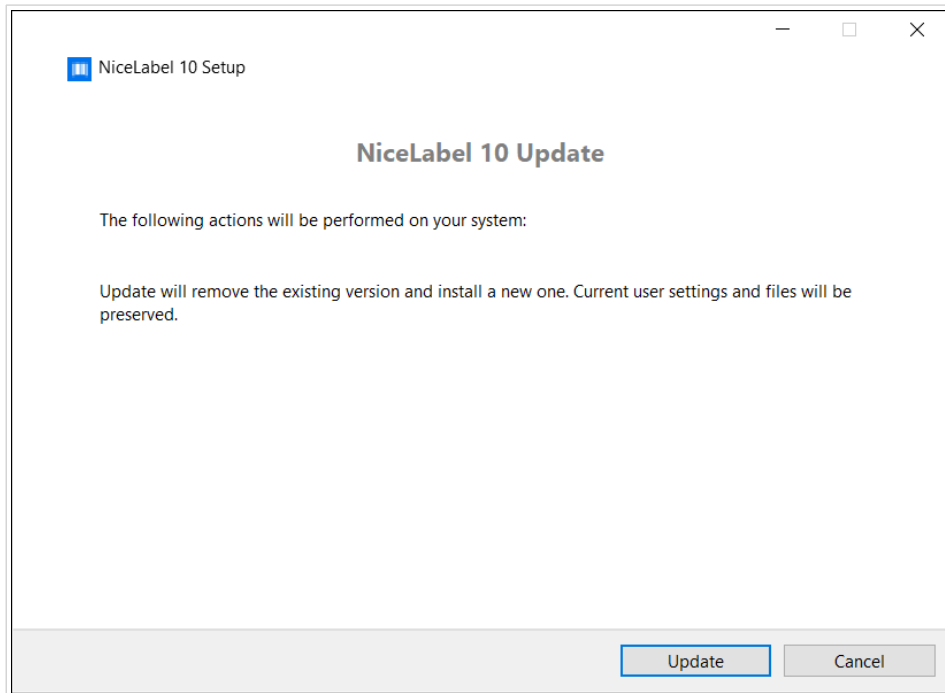 NiceLabel 10 Setup
NiceLabel 10 Update
The following actions will be performed on your system:
Update will remove the existing version and install a new one. Current user settings and files will be
preserved.
Update
Cancel